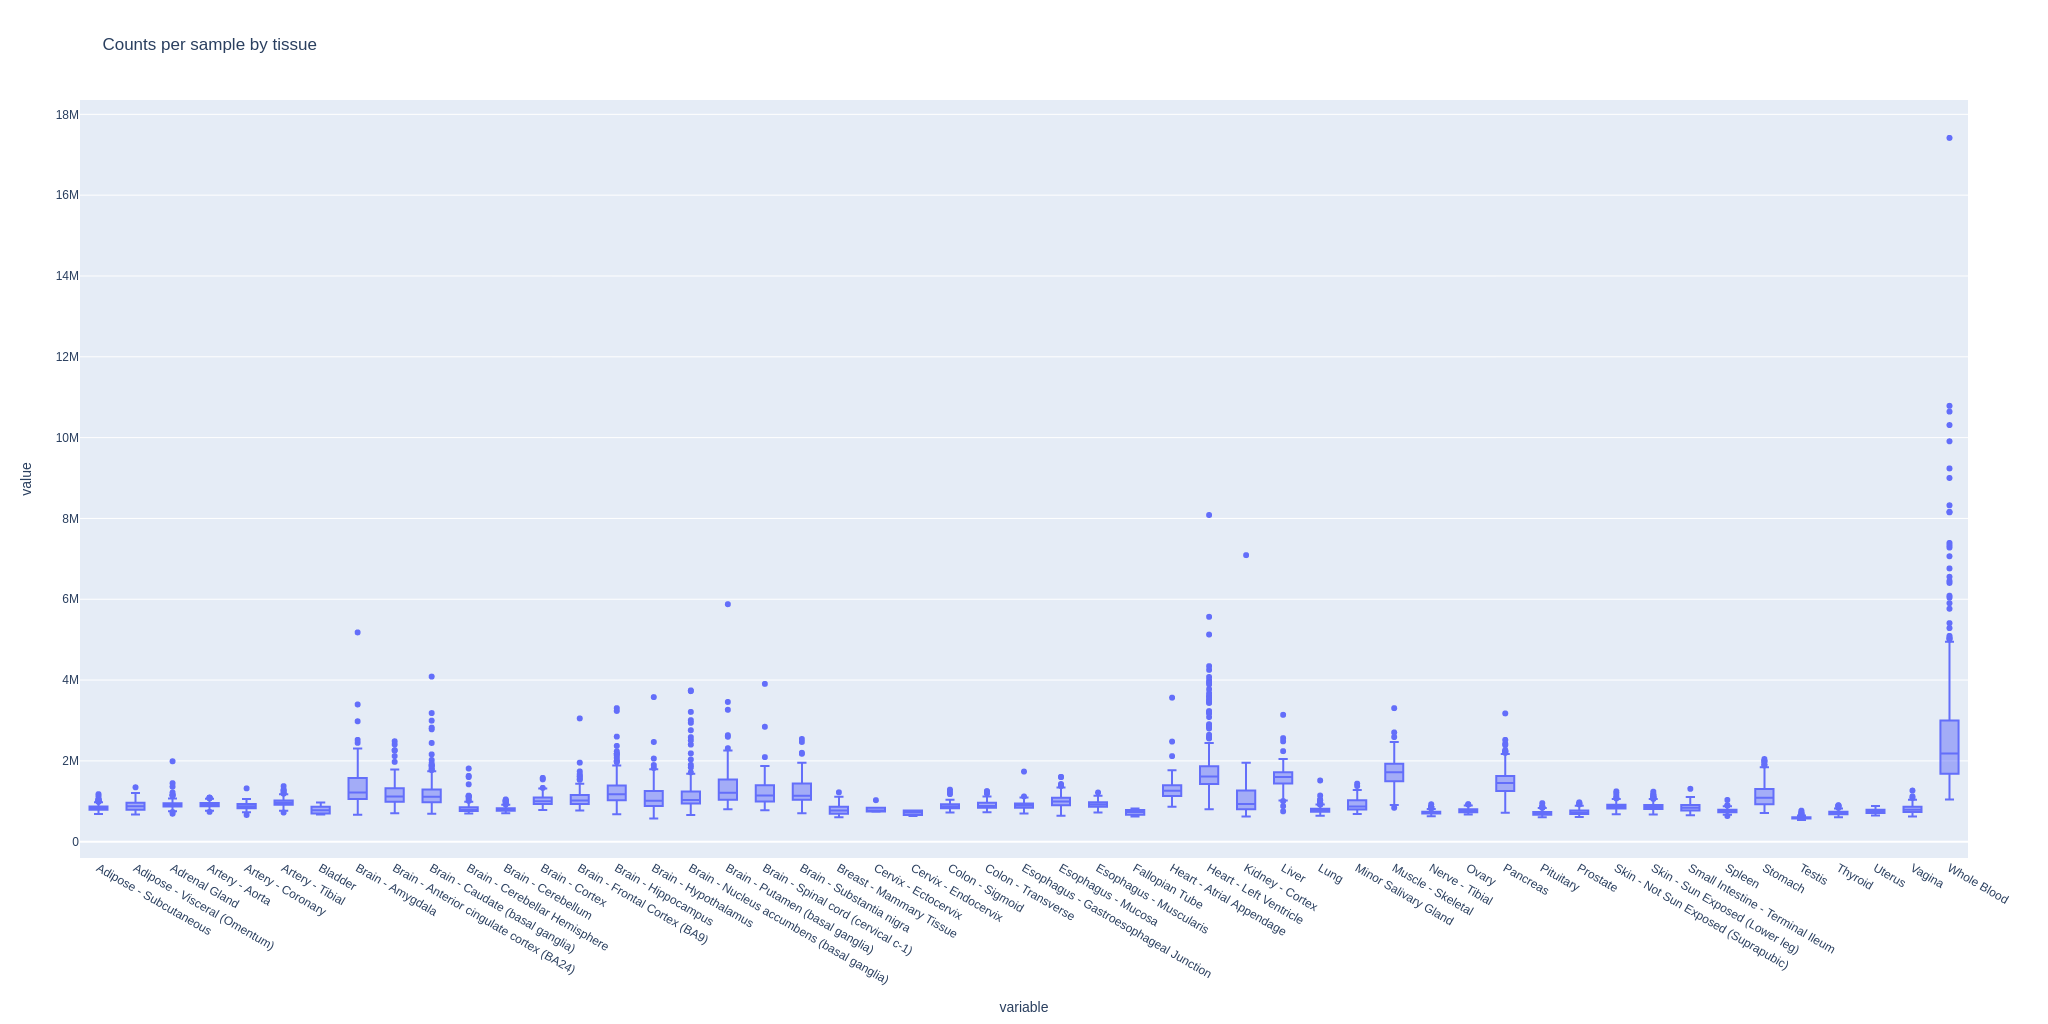 Counts per sample by tissue
18M
16M
14M
12M
10M
8M
6M
4M
2M
0
value
Adipose - Subcutaneous
Adipose - Visceral (Omentum)
Adrenal Gland
Artery - Aorta
Artery - Coronary
Artery - Tibial
Bladder
Brain - Amygdala
Brain - Anterior cingulate cortex (BA24)
Brain - Caudate (basal ganglia)
Brain - Cerebellar Hemisphere
Brain - Cerebellum
Brain - Cortex
Brain - Frontal Cortex (BA9)
Brain - Hippocampus
Brain - Hypothalamus
Brain - Nucleus accumbens (basal ganglia)
Brain - Putamen (basal ganglia)
Brain - Spinal cord (cervical c-1)
Brain - Substantia nigra
Breast - Mammary Tissue
Cervix - Ectocervix
Cervix - Endocervix
Colon - Sigmoid
Colon - Transverse
Esophagus - Gastroesophageal Junction
Esophagus - Mucosa
Esophagus - Muscularis
Fallopian Tube
Heart - Atrial Appendage
Heart - Left Ventricle
Kidney - Cortex
Liver
Lung
Minor Salivary Gland
Muscle - Skeletal
Nerve - Tibial
Ovary
Pancreas
Pituitary
Prostate
Skin - Not Sun Exposed (Suprapubic)
Skin - Sun Exposed (Lower leg)
Small Intestine - Terminal Ileum
Spleen
Stomach
Testis
Thyroid
Uterus
Vagina
Whole Blood
variable